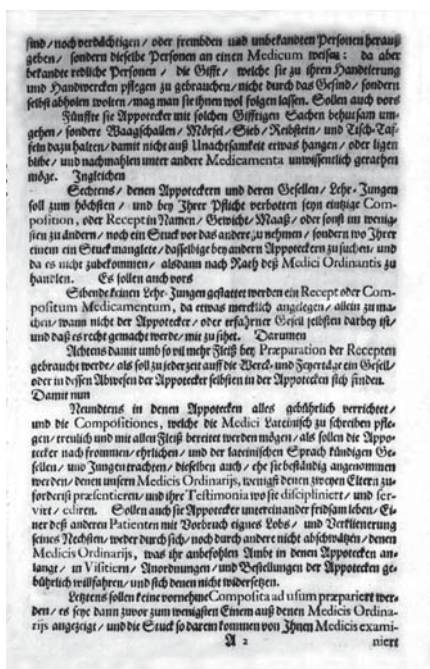 sind / noch verdächtigen / oder frembden und unbekandten Personen herauß
geben / sondern dieselbe Personen an einen Medicum weisen: da aber
bekandte redliche Personen / die Gifft / welche sie zu ihren Handtierung
und Handwercken pflegen zu gebrauchen / nicht durch das Gesind / sondern
selbst abholen wolten / mag man sie ihnen wol folgen lassen. Sollen auch vors
Fünffte sie Appotecker mit solchen Gifftigen Sachen behutsam um-
gehen / sondere Waagschallen / Mörsel / Sieb / Reibstein / und Tisch-Taf-
feln dazu halten / damit nicht auß Unachtsamkeit etwas hangen / oder ligen
blibe / und nachmahlen unter andere Medicamenta unwissentlich gerathen
möge. Ingleichen
Sechtens / denen Appoteckern und deren Gesellen / Lehr-Jungen
soll zum höchsten / und bey Ihrer Pflicht verbotten seyn eintzige Com-
position, oder Recept in Namen / Gewicht / Maaß / oder sonst im wenig-
sten zu ändern / noch ein Stuck vor das andere zu nehmen / sondern wo Ihrer
einem ein Stuck manglete / dasselbige bey andern Appoteckern zu suchen / und
da es nicht zubekommen / alsdann nach Rath deß Medici Ordinantis zu
handlen. Es sollen auch vors
Sibende keinen Lehr-Jungen gestattet werden ein Recept oder Com-
positum Medicamentum, da etwas mercklich angelegen / allein zu ma-
chen / wann nicht der Appotecker / oder erfahrner Gesell selbsten darbey ist /
und daß es recht gemacht werde / mit zu sihet. Darumen
Achtens damit umb so vil mehr Fleiß bey Præparation der Recepten
gebraucht werde / als soll zu jederzeit auff die Werck- und Feyertäge ein Gesell /
oder in dessen Abwesen der Appotecker selbsten in der Appotecken sich finden.
Damit nun
Neundtens in denen Appotecken alles gebührlich verrichtet /
und die Compositiones, welche die Medici Lateinisch zu schreiben pfle-
gen / treulich und mit allen Fleiß bereitet werden mögen / als sollen die Appo-
tecker nach frommen / ehrlichen / und der lateinischen Sprach kündigen Ge-
sellen / und Jungen trachten / dieselben auch / ehe sie beständig angenommen
werden / denen unsern Medicis Ordinarijs, wenigst denen zweyen Eltern zu-
forderist præsentieren / und ihre Testimonia wo sie discipliniert / und ser-
virt / ediren. Sollen auch sie Appotecker untereinander fridsam leben / Ei-
ner deß anderen Patienten mit Vorbruch eignes Lobs / und Verklienerung
seines Nechsten / weder durch sich / noch durch andere nicht abschwätzen / denen
Medicis Ordinarijs, was ihr anbefohlen Ambt in denen Appotecken an-
langt / in Visitiern / Anordnungen / und Bestellungen der Appotecken ge-
bührlich willfahren / und sich denen nicht widersetzen.
Letztens sollen keine vornehme Composita ad usum præpariert wer-
den / es seye dann zuvor zum wenigsten Einem auß denen Medicis Ordina-
rijs angezeigt / und die Stuck so darein kommen von Ihnen Medicis exami-
A 2 niert